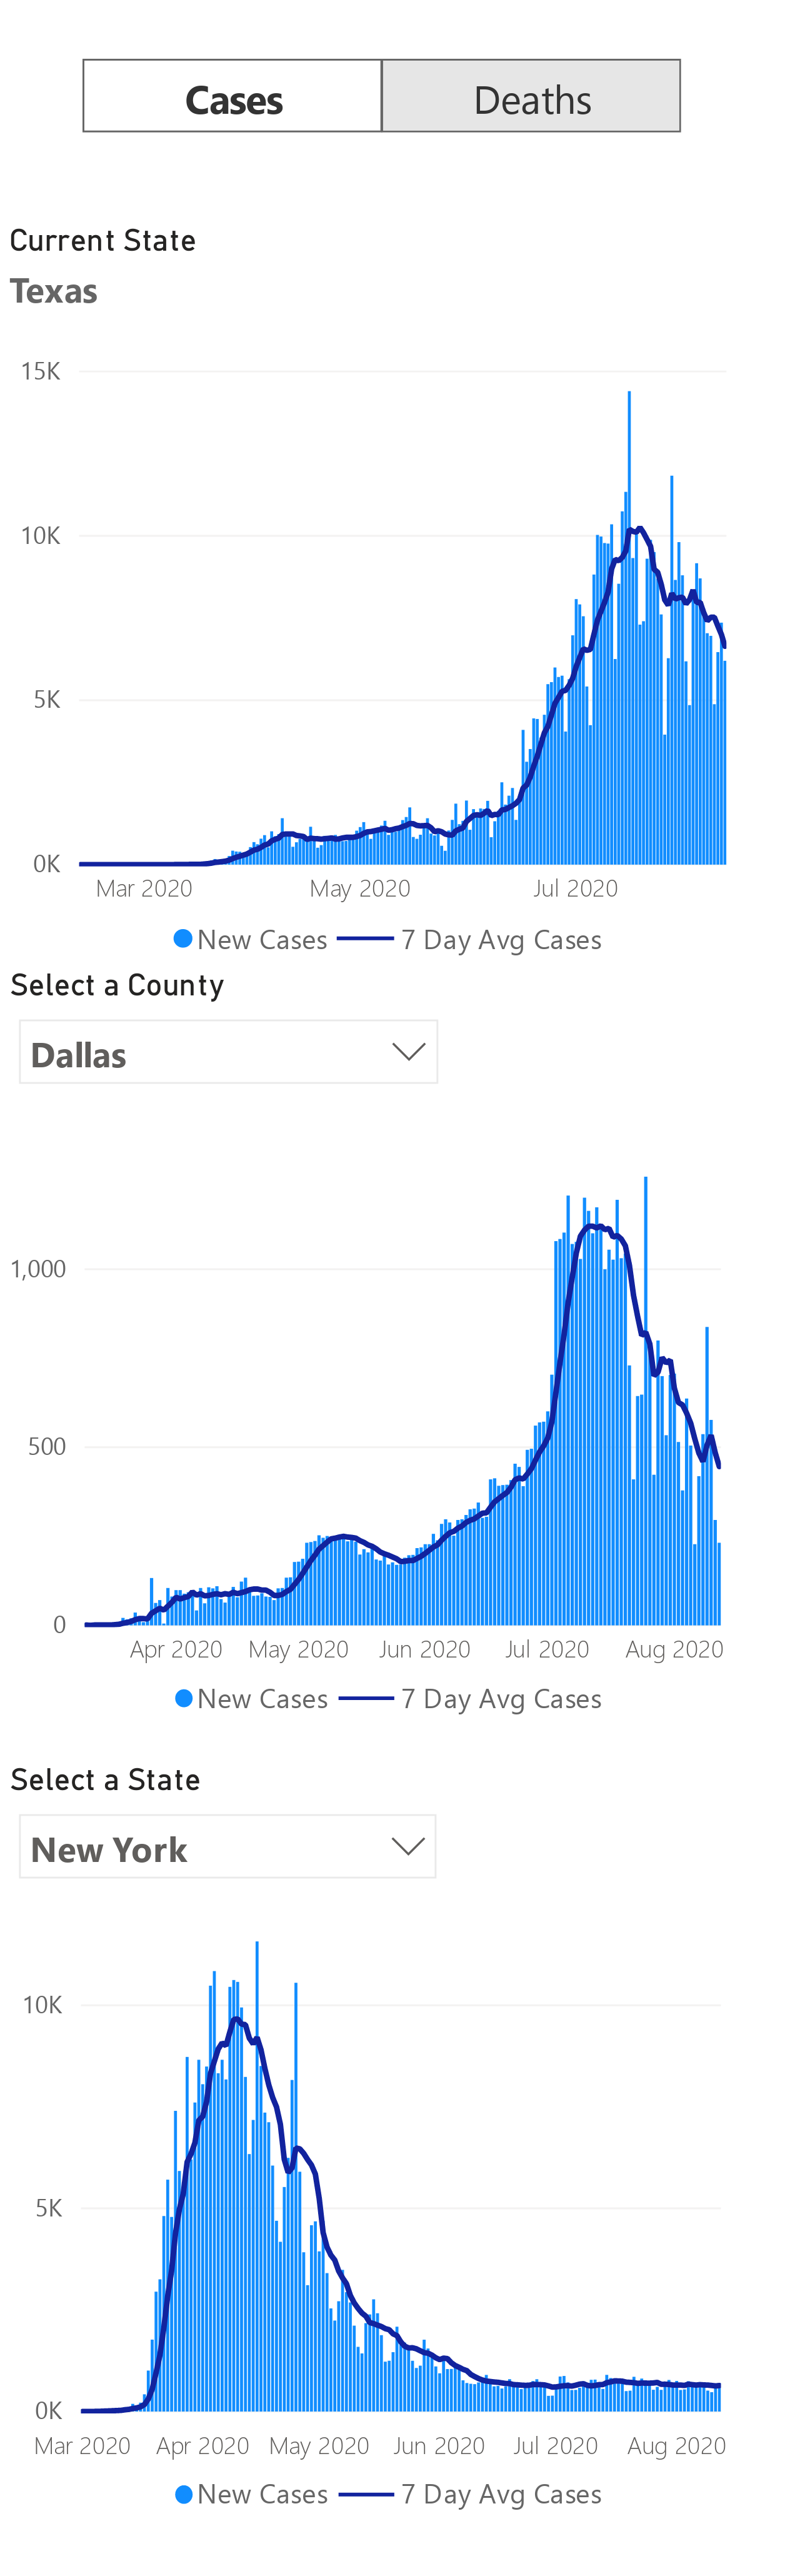 Cases Deaths
Current State
Texas
15K
10K
5K
0K
Mar 2020 May 2020 Jul 2020
New Cases 7 Day Avg Cases
Select a County
Dallas
1,000
500
0
Apr 2020 May 2020 Jun 2020 Jul 2020 Aug 2020
New Cases 7 Day Avg Cases
Select a State
New York
10K
5K
0K
Mar 2020 Apr 2020 May 2020 Jun 2020 Jul 2020 Aug 2020
New Cases 7 Day Avg Cases